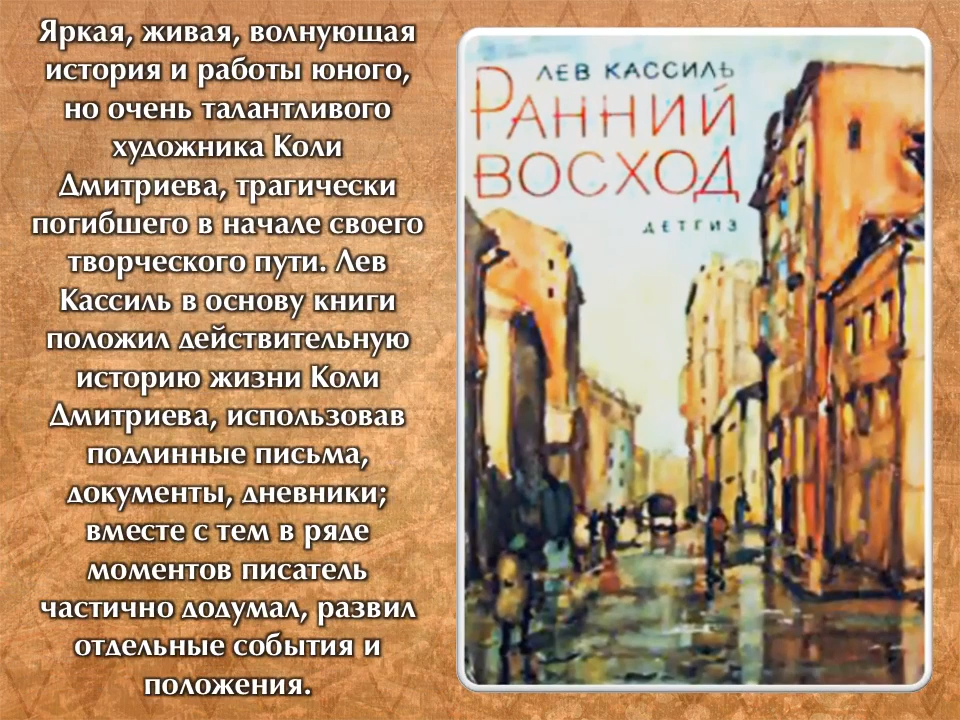 Яркая, живая, волнующая
история и работы юного,
но очень талантливого
художника Коли
Дмитриева, трагически
погибшего в начале своего
творческого пути. Лев
Кассиль в основу книги
положил действительную
историю жизни Коли
Дмитриева, использовав
подлинные письма,
документы, дневники;
вместе с тем в ряде
моментов писатель
частично додумал, развил
отдельные события и
положения.
ЛЕВ КАССИЛЬ
РАННИЙ
ВОСХОД
ДЕТГИЗ